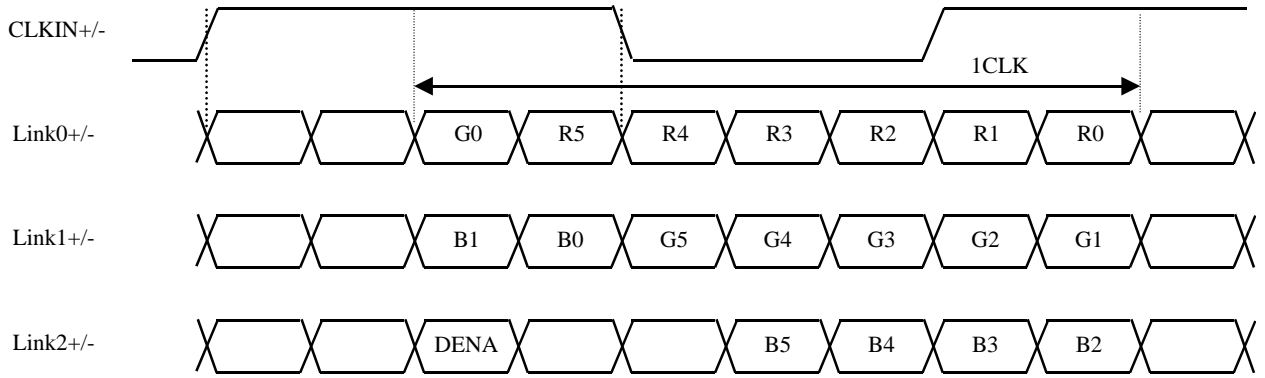 CLKIN+/-
1CLK
Link0+/- G0 R5 R4 R3 R2 R1 R0
Link1+/- B1 B0 G5 G4 G3 G2 G1
Link2+/- DENA B5 B4 B3 B2